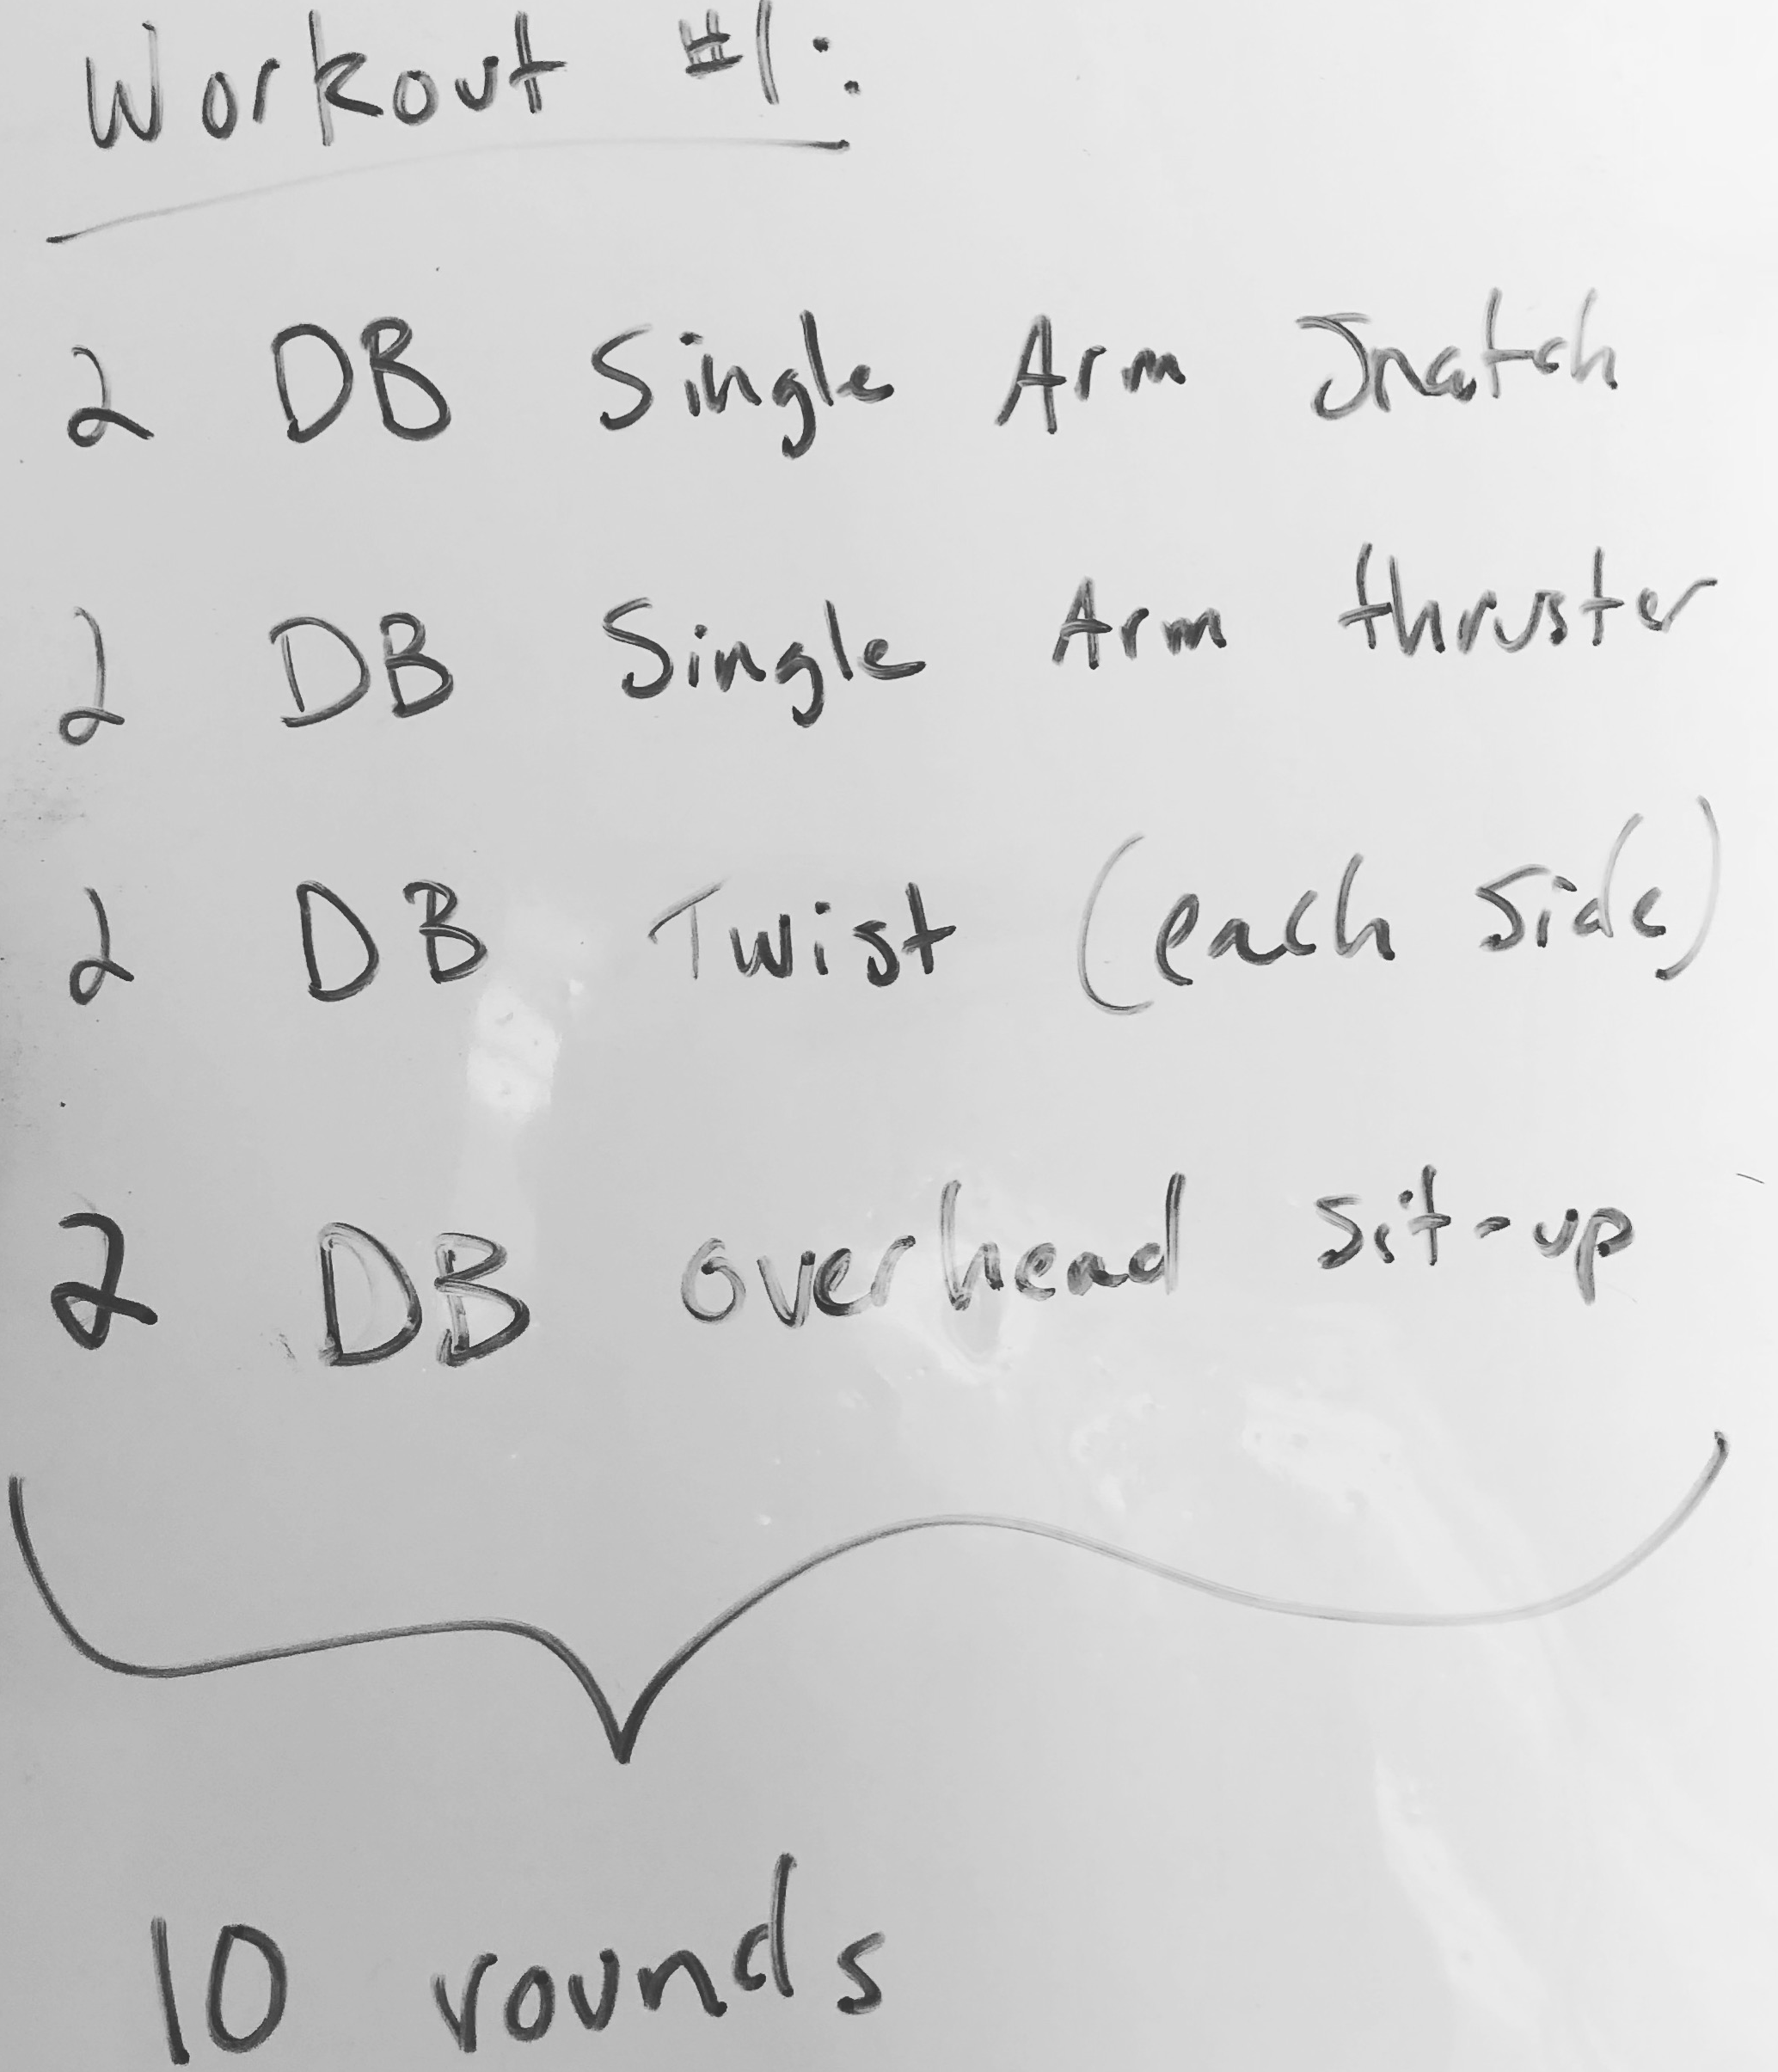 Workout #1:
2 DB Single Arm Snatch
2 DB Single Arm thruster
2 DB Twist (each side)
2 DB overhead sit-up
10 rounds